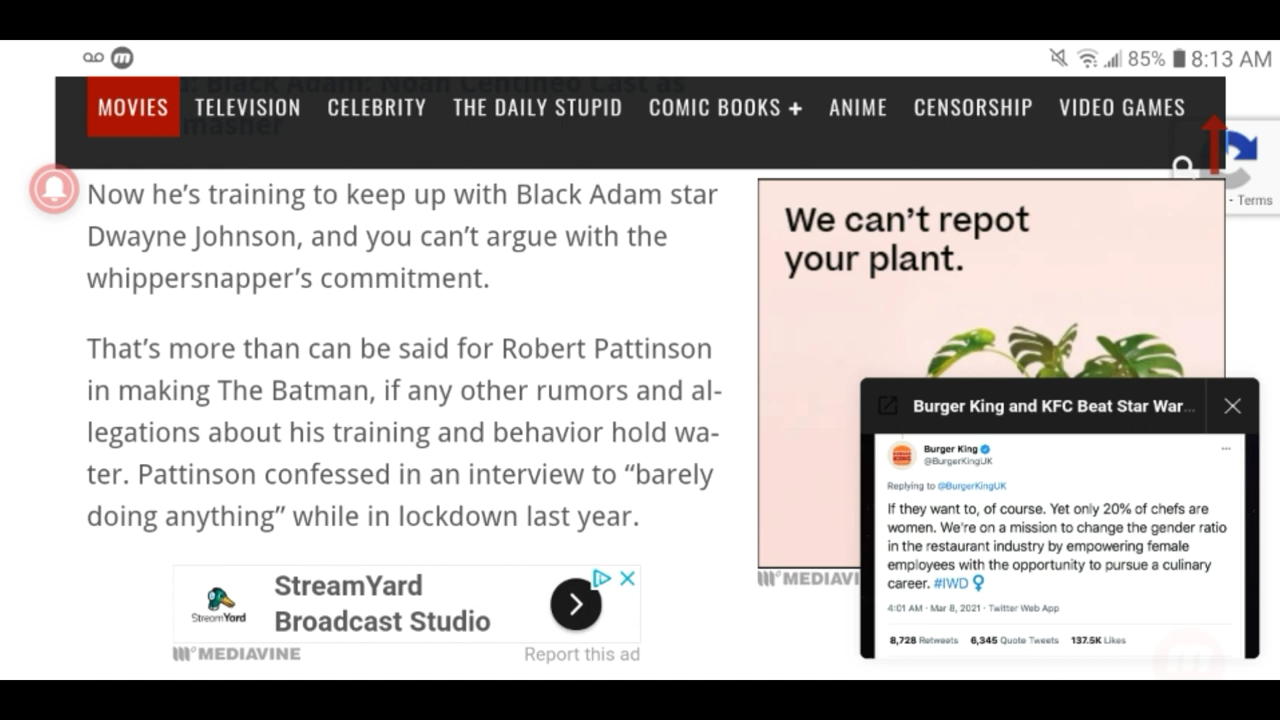 85% 8:13 AM
a: Black Adam: Noah Centineo Cast as
MOVIES TELEVISION CELEBRITY THE DAILY STUPID COMIC BOOKS + ANIME CENSORSHIP VIDEO GAMES
masher
- Terms
Now he’s training to keep up with Black Adam star
Dwayne Johnson, and you can’t argue with the
whippersnapper’s commitment.
That’s more than can be said for Robert Pattinson
in making The Batman, if any other rumors and al-
legations about his training and behavior hold wa-
ter. Pattinson confessed in an interview to “barely
doing anything” while in lockdown last year.
StreamYard
StreamYard
Broadcast Studio
MEDIAVINE
Report this ad
We can’t repot
your plant.
MEDIAVI
Burger King and KFC Beat Star War...
Burger King
@BurgerKingUK
Replying to @BurgerKingUK
If they want to, of course. Yet only 20% of chefs are
women. We're on a mission to change the gender ratio
in the restaurant industry by empowering female
employees with the opportunity to pursue a culinary
career. #IWD
4:01 AM · Mar 8, 2021 · Twitter Web App
8,728 Retweets 6,345 Quote Tweets 137.5K Likes